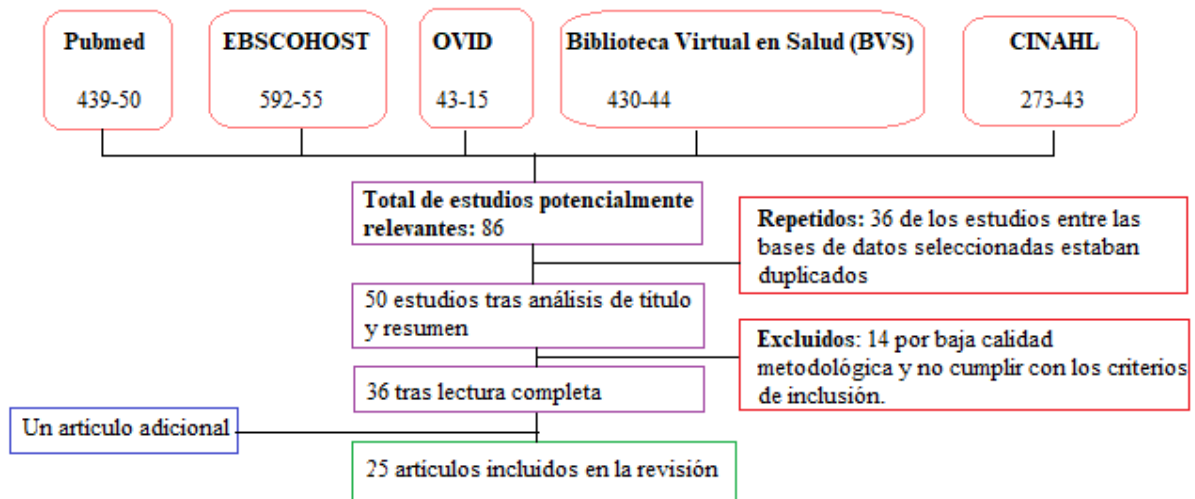 Pubmed
439-50
EBSCOHOST
592-55
OVID
43-15
Biblioteca Virtual en Salud (BVS)
430-44
CINAHL
273-43
Total de estudios potencialmente
relevantes: 86
Repetidos: 36 de los estudios entre las
bases de datos seleccionadas estaban
duplicados
50 estudios tras análisis de título
y resumen
Excluidos: 14 por baja calidad
metodológica y no cumplir con los criterios
de inclusión.
36 tras lectura completa
Un artículo adicional
25 artículos incluidos en la revisión